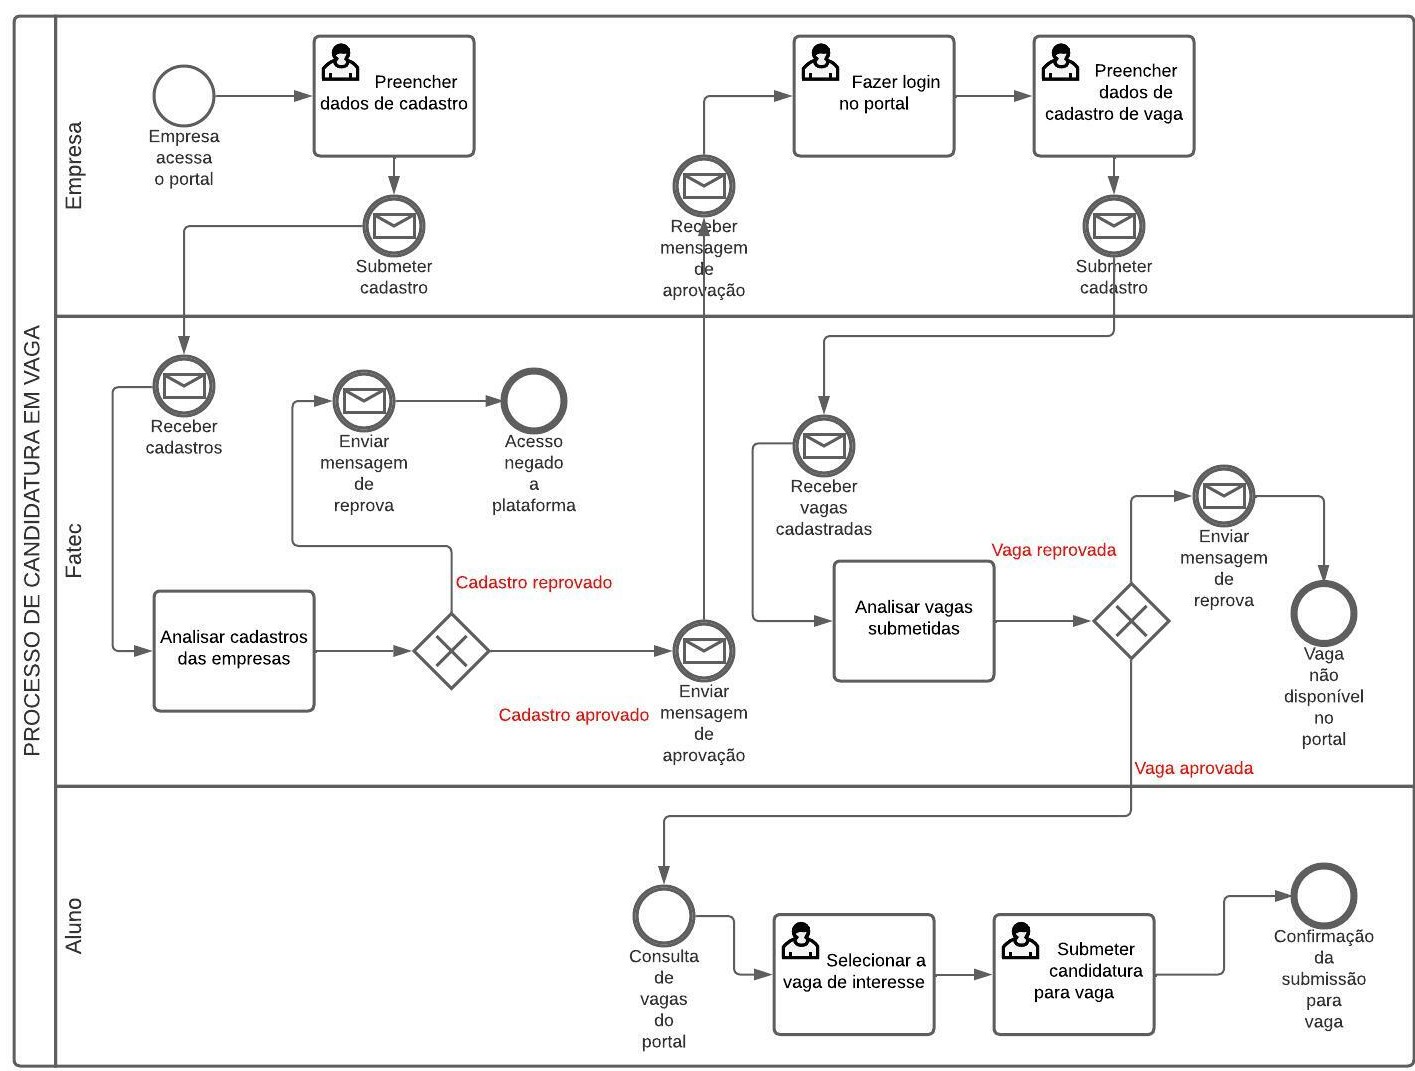 PROCESSO DE CANDIDATURA EM VAGA
Empresa
Empresa
acessa
o portal
Preencher
dados de cadastro
Submeter
cadastro
Receber
mensagem
de
aprovação
Fazer login
no portal
Preencher
dados de
cadastro de vaga
Submeter
cadastro
Fatec
Receber
cadastros
Enviar
mensagem
de
reprova
Acesso
negado
a
plataforma
Analisar cadastros
das empresas
Cadastro reprovado
Cadastro aprovado
Enviar
mensagem
de
aprovação
Receber
vagas
cadastradas
Analisar vagas
submetidas
Vaga reprovada
Enviar
mensagem
de
reprova
Vaga
não
disponível
no
portal
Vaga aprovada
Aluno
Consulta
de
vagas
do
portal
Selecionar a
vaga de interesse
Submeter
candidatura
para vaga
Confirmação
da
submissão
para
vaga